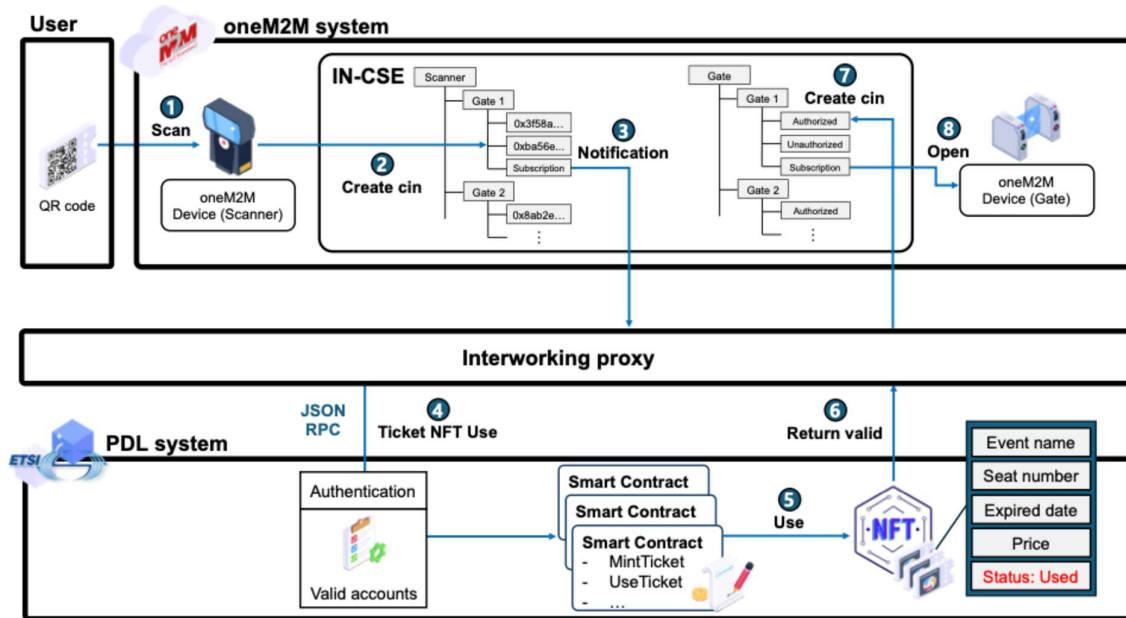 User
oneM2M system
one
M2M
IN-CSE
Scanner
Gate 1
0x3f58a...
0xba56e...
Subscription
Gate 2
0x8ab2e...
⋮
Gate
Gate 1
Authorized
Unauthorized
Subscription
Gate 2
Authorized
⋮
1
Scan
2
Create cin
3
Notification
7
Create cin
8
Open
QR code
oneM2M
Device (Scanner)
oneM2M
Device (Gate)
Interworking proxy
JSON
RPC
4
Ticket NFT Use
6
Return valid
ETSI
PDL system
Authentication
Valid accounts
Smart Contract
Smart Contract
Smart Contract
- MintTicket
- UseTicket
- ...
5
Use
NFT
Event name
Seat number
Expired date
Price
Status: Used